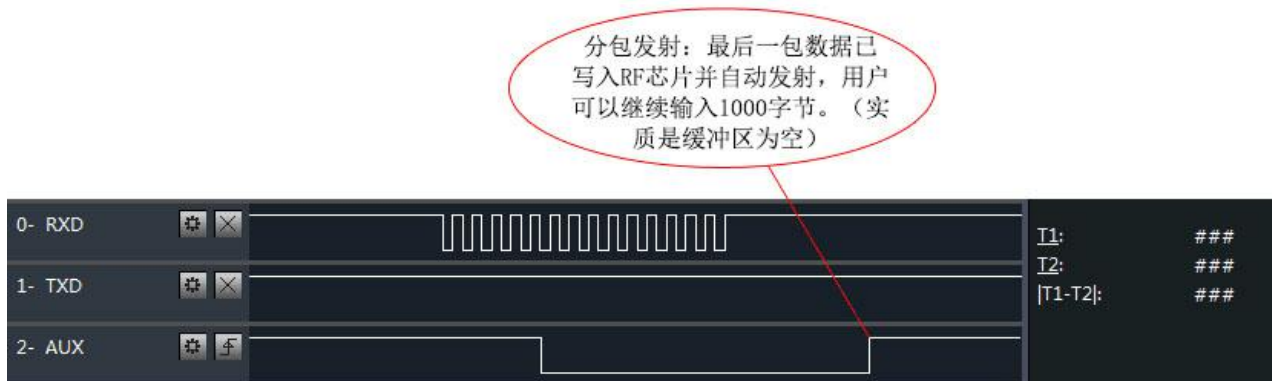 分包发射：最后一包数据已
写入RF芯片并自动发射，用户
可以继续输入1000字节。（实
质是缓冲区为空）
0- RXD
T1: ###
1- TXD
T2: ###
|T1-T2|: ###
2- AUX